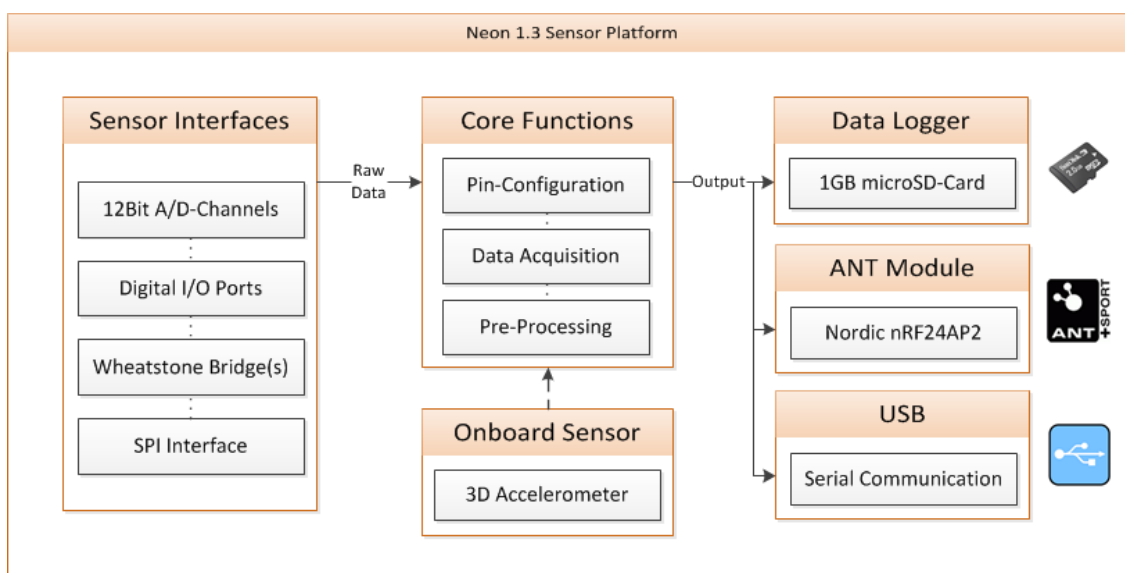 Neon 1.3 Sensor Platform
Sensor Interfaces
12Bit A/D-Channels
Digital I/O Ports
Wheatstone Bridge(s)
SPI Interface
Raw
Data
Core Functions
Pin-Configuration
Data Acquisition
Pre-Processing
Onboard Sensor
3D Accelerometer
Output
Data Logger
1GB microSD-Card
ANT Module
Nordic nRF24AP2
USB
Serial Communication
2.0GB
ANT
+SPORT